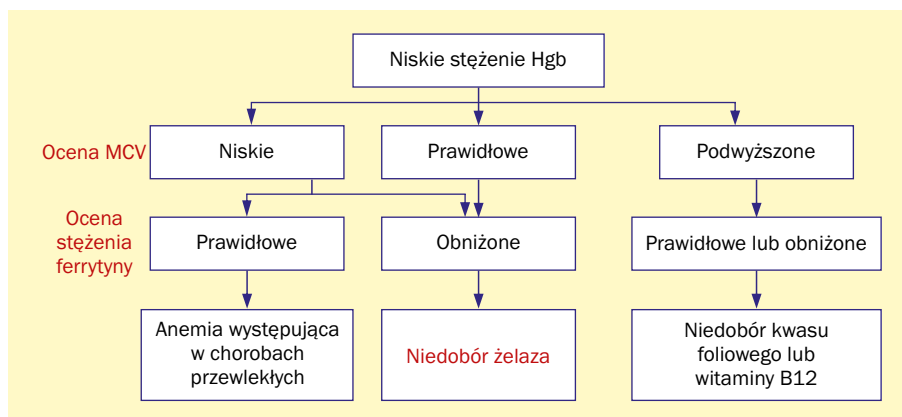 Niskie stężenie Hgb
Ocena MCV
Niskie
Prawidłowe
Podwyższone
Ocena
stężenia
ferrytyny
Prawidłowe
Obniżone
Prawidłowe lub obniżone
Anemia występująca
w chorobach
przewlekłych
Niedobór żelaza
Niedobór kwasu
foliowego lub
witaminy B12